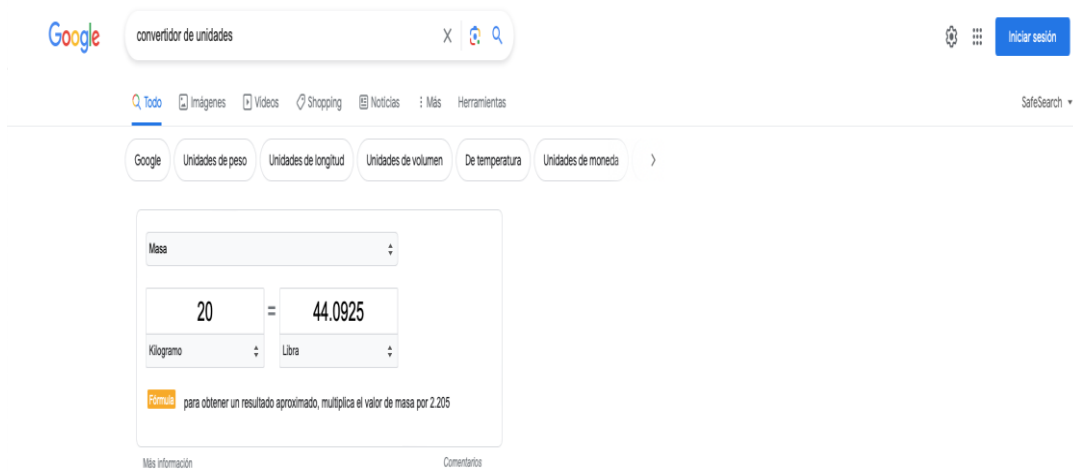 Google convertidor de unidades Iniciar sesión
Todo Imágenes Vídeos Shopping Noticias Más Herramientas SafeSearch
Google Unidades de peso Unidades de longitud Unidades de volumen De temperatura Unidades de moneda
Masa
20 = 44.0925
Kilogramo Libra
Fórmula para obtener un resultado aproximado, multiplica el valor de masa por 2.205
Más información Comentarios